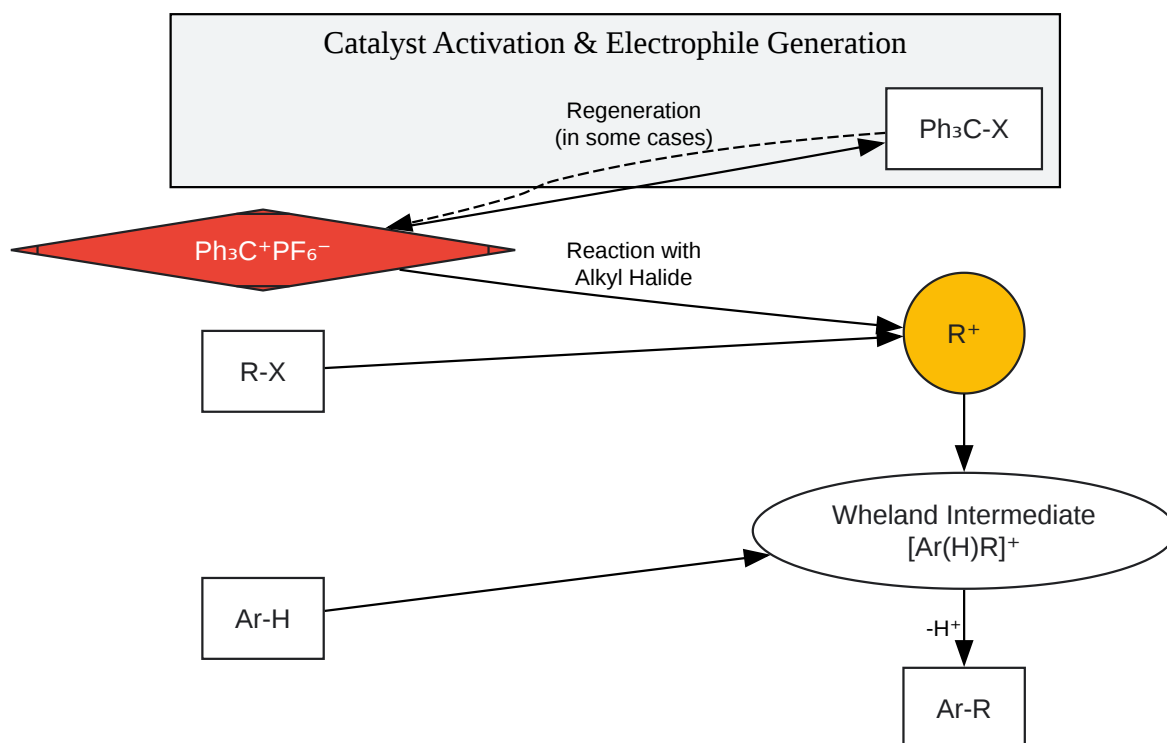 Catalyst Activation & Electrophile Generation
Regeneration
(in some cases)
Ph₃C-X
Ph₃C⁺PF₆⁻
Reaction with
Alkyl Halide
R⁺
R-X
Wheland Intermediate
[Ar(H)R]⁺
Ar-H
-H⁺
Ar-R